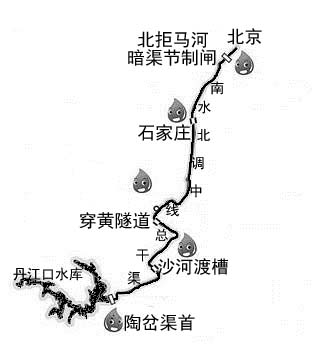 北京
北拒马河
暗渠节制闸
石家庄
南水北调中线总干渠
穿黄隧道
沙河渡槽
丹江口水库
陶岔渠首